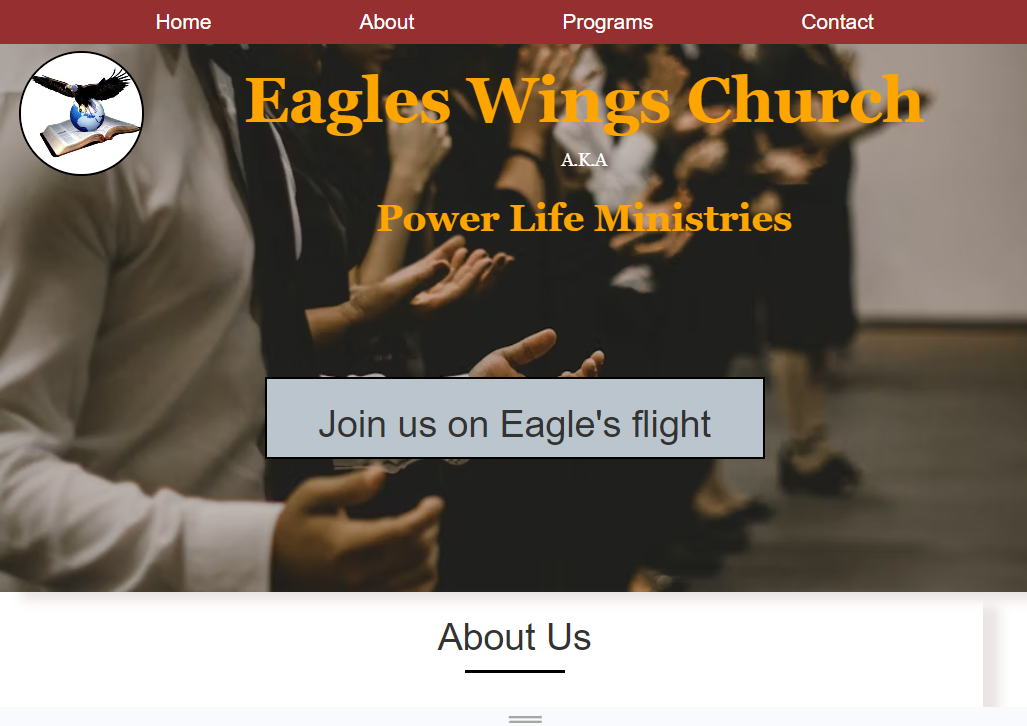 Home About Programs Contact
Eagles Wings Church
A.K.A
Power Life Ministries
Join us on Eagle's flight
About Us